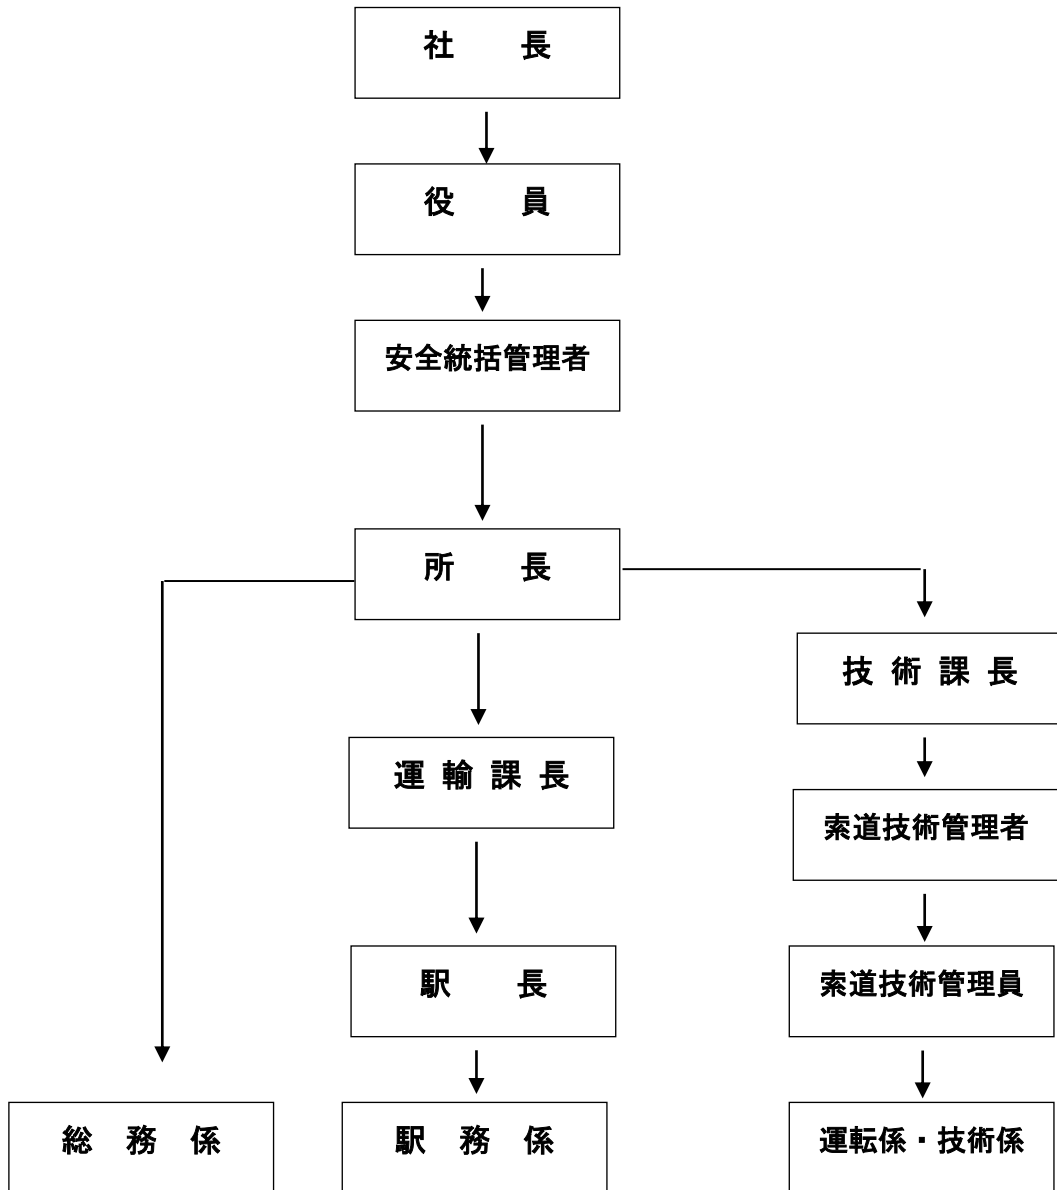 社　　長
役　　員
安全統括管理者
所　　長
技 術 課 長
運 輸 課 長
索道技術管理者
駅　　長
索道技術管理員
総　務　係
駅　務　係
運転係・技術係